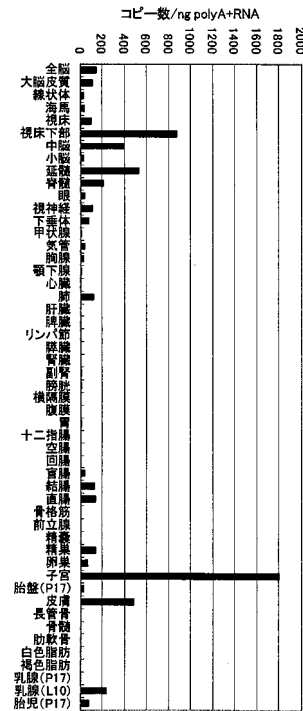 コピー数/ng polyA+RNA
0 200 400 600 800 1000 1200 1400 1600 1800 2000
全脳
大脳皮質
線状体
海馬
視床
視床下部
中脳
小脳
延髄
脊髄
眼
視神経
下垂体
甲状腺
気管
胸腺
顎下腺
心臓
肺
肝臓
脾臓
リンパ節
膵臓
腎臓
副腎
膀胱
横隔膜
腹膜
胃
十二指腸
空腸
回腸
盲腸
結腸
直腸
骨格筋
前立腺
精嚢
精巣
卵巣
子宮
胎盤(P17)
皮膚
長管骨
骨髄
肋軟骨
白色脂肪
褐色脂肪
乳腺(P17)
乳腺(L10)
胎児(P17)